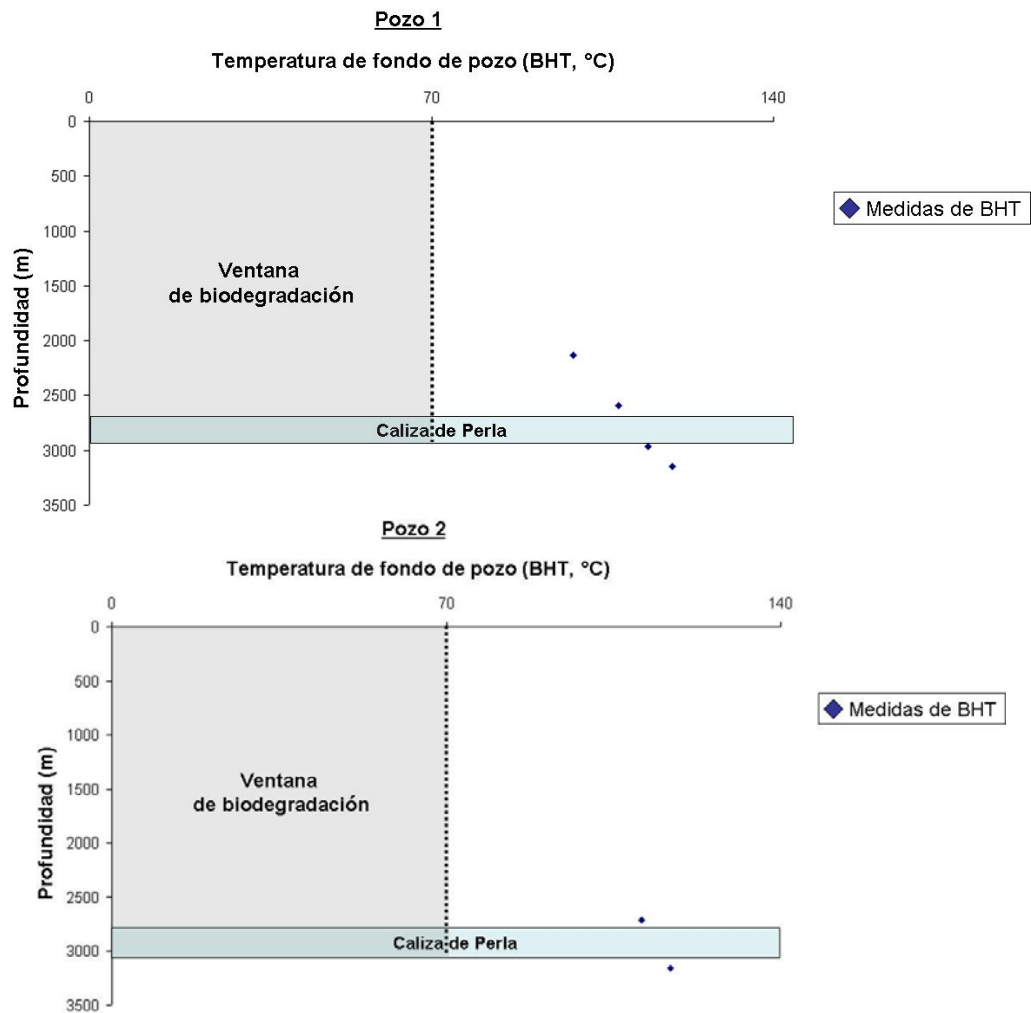 Pozo 1
Temperatura de fondo de pozo (BHT, °C)
0 70 140
0
500
1000
1500
2000
2500
3000
3500
Profundidad (m)
Ventana
de biodegradación
Caliza de Perla
Medidas de BHT
Pozo 2
Temperatura de fondo de pozo (BHT, °C)
0 70 140
0
500
1000
1500
2000
2500
3000
3500
Profundidad (m)
Ventana
de biodegradación
Caliza de Perla
Medidas de BHT